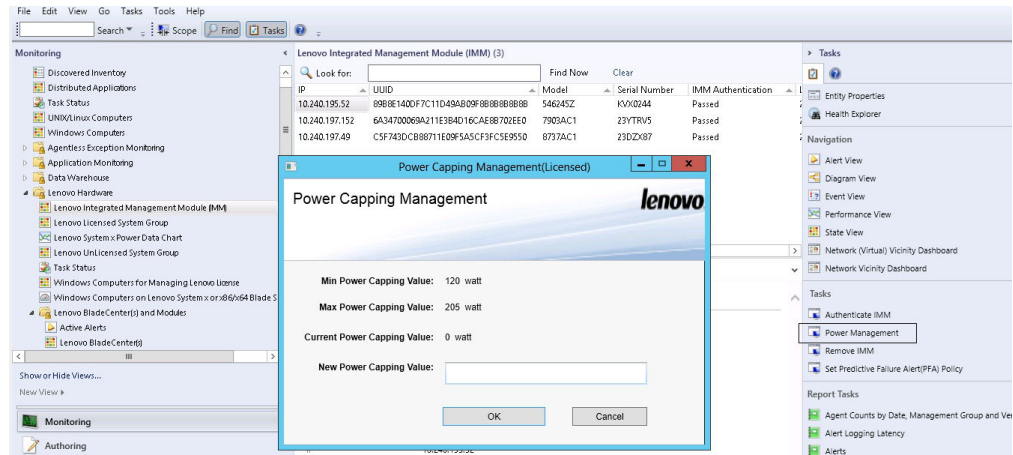 File Edit View Go Tasks Tools Help
Search Scope Find Tasks
Monitoring
Discovered Inventory
Distributed Applications
Task Status
UNIX/Linux Computers
Windows Computers
Agentless Exception Monitoring
Application Monitoring
Data Warehouse
Lenovo Hardware
Lenovo Integrated Management Module (IMM)
Lenovo Licensed System Group
Lenovo System x Power Data Chart
Lenovo UnLicensed System Group
Task Status
Windows Computers for Managing Lenovo License
Windows Computers on Lenovo System x or x86/x64 Blade S
Lenovo BladeCenter(s) and Modules
Active Alerts
Lenovo BladeCenter(s)
Show or Hide Views...
New View
Monitoring
Authoring
Lenovo Integrated Management Module (IMM) (3)
Look for: Find Now Clear
IP UUID Model Serial Number IMM Authentication
10.240.195.52 89B8E140DF7C11D49AB09F8B8B8B8B8B 546245Z KVX0244 Passed
10.240.197.152 6A34700069A211E3B4D16CAE8B702EE0 7903AC1 23YTRV5 Passed
10.240.197.49 C5F743DCB88711E09F5A5CF3FC5E9550 8737AC1 23DZX87 Passed
Power Capping Management(Licensed)
Power Capping Management
lenovo
Min Power Capping Value: 120 watt
Max Power Capping Value: 205 watt
Current Power Capping Value: 0 watt
New Power Capping Value:
OK Cancel
Tasks
Entity Properties
Health Explorer
Navigation
Alert View
Diagram View
Event View
Performance View
State View
Network (Virtual) Vicinity Dashboard
Network Vicinity Dashboard
Tasks
Authenticate IMM
Power Management
Remove IMM
Set Predictive Failure Alert(PFA) Policy
Report Tasks
Agent Counts by Date, Management Group and Ve
Alert Logging Latency
Alerts